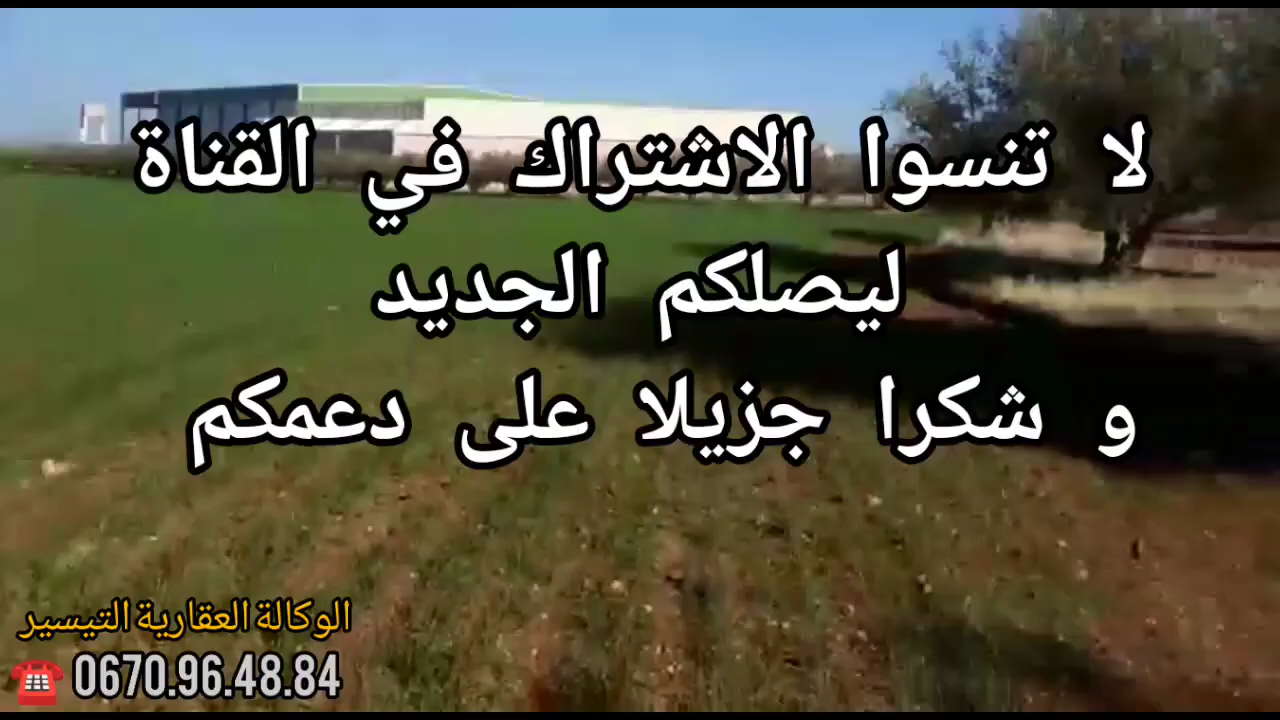 لا تنسوا الاشتراك في القناة
ليصلكم الجديد
و شكرا جزيلا على دعمكم
الوكالة العقارية التيسير
☎ 0670.96.48.84